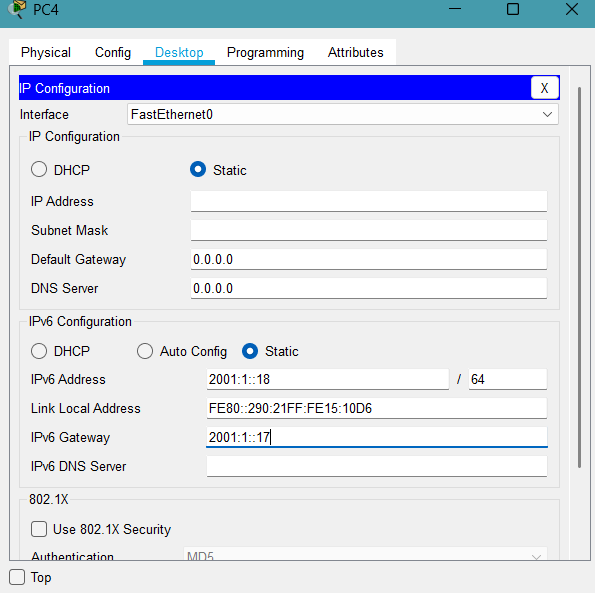 PC4
Physical Config Desktop Programming Attributes
IP Configuration X
Interface FastEthernet0
IP Configuration
DHCP Static
IP Address
Subnet Mask
Default Gateway 0.0.0.0
DNS Server 0.0.0.0
IPv6 Configuration
DHCP Auto Config Static
IPv6 Address 2001:1::18 / 64
Link Local Address FE80::290:21FF:FE15:10D6
IPv6 Gateway 2001:1::17
IPv6 DNS Server
802.1X
Use 802.1X Security
Authentication MD5
Top